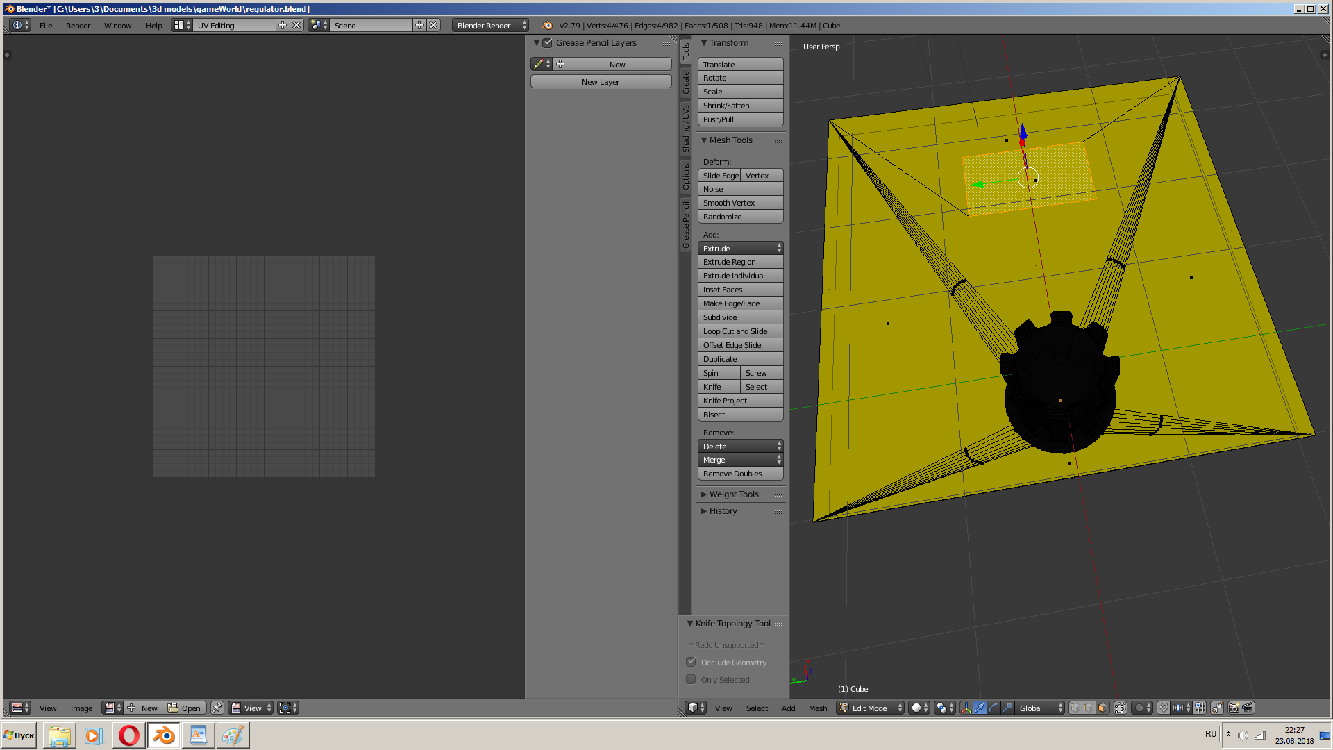 Blender* [C:\Users\3\Documents\3d models\gameWorld\regulator.blend]
File Render Window Help UV Editing Scene Blender Render v2.79 | Verts:4/476 | Edges:4/982 | Faces:1/508 | Tris:948 | Mem:11.44M | Cube
Grease Pencil Layers
New
New Layer
Tools
Create
Shading / UVs
Options
Grease Pencil
Transform
Translate
Rotate
Scale
Shrink/Fatten
Push/Pull
Mesh Tools
Deform:
Slide Edge Vertex
Noise
Smooth Vertex
Randomize
Add:
Extrude
Extrude Region
Extrude Individual
Inset Faces
Make Edge/Face
Subdivide
Loop Cut and Slide
Offset Edge Slide
Duplicate
Spin Screw
Knife Select
Knife Project
Bisect
Remove:
Delete
Merge
Remove Doubles
Weight Tools
History
Knife Topology Tool
* Redo Unsupported *
Occlude Geometry
Only Selected
User Persp
(1) Cube
View Image New Open View
View Select Add Mesh Edit Mode Global
Пуск
RU
22:27
23.08.2018